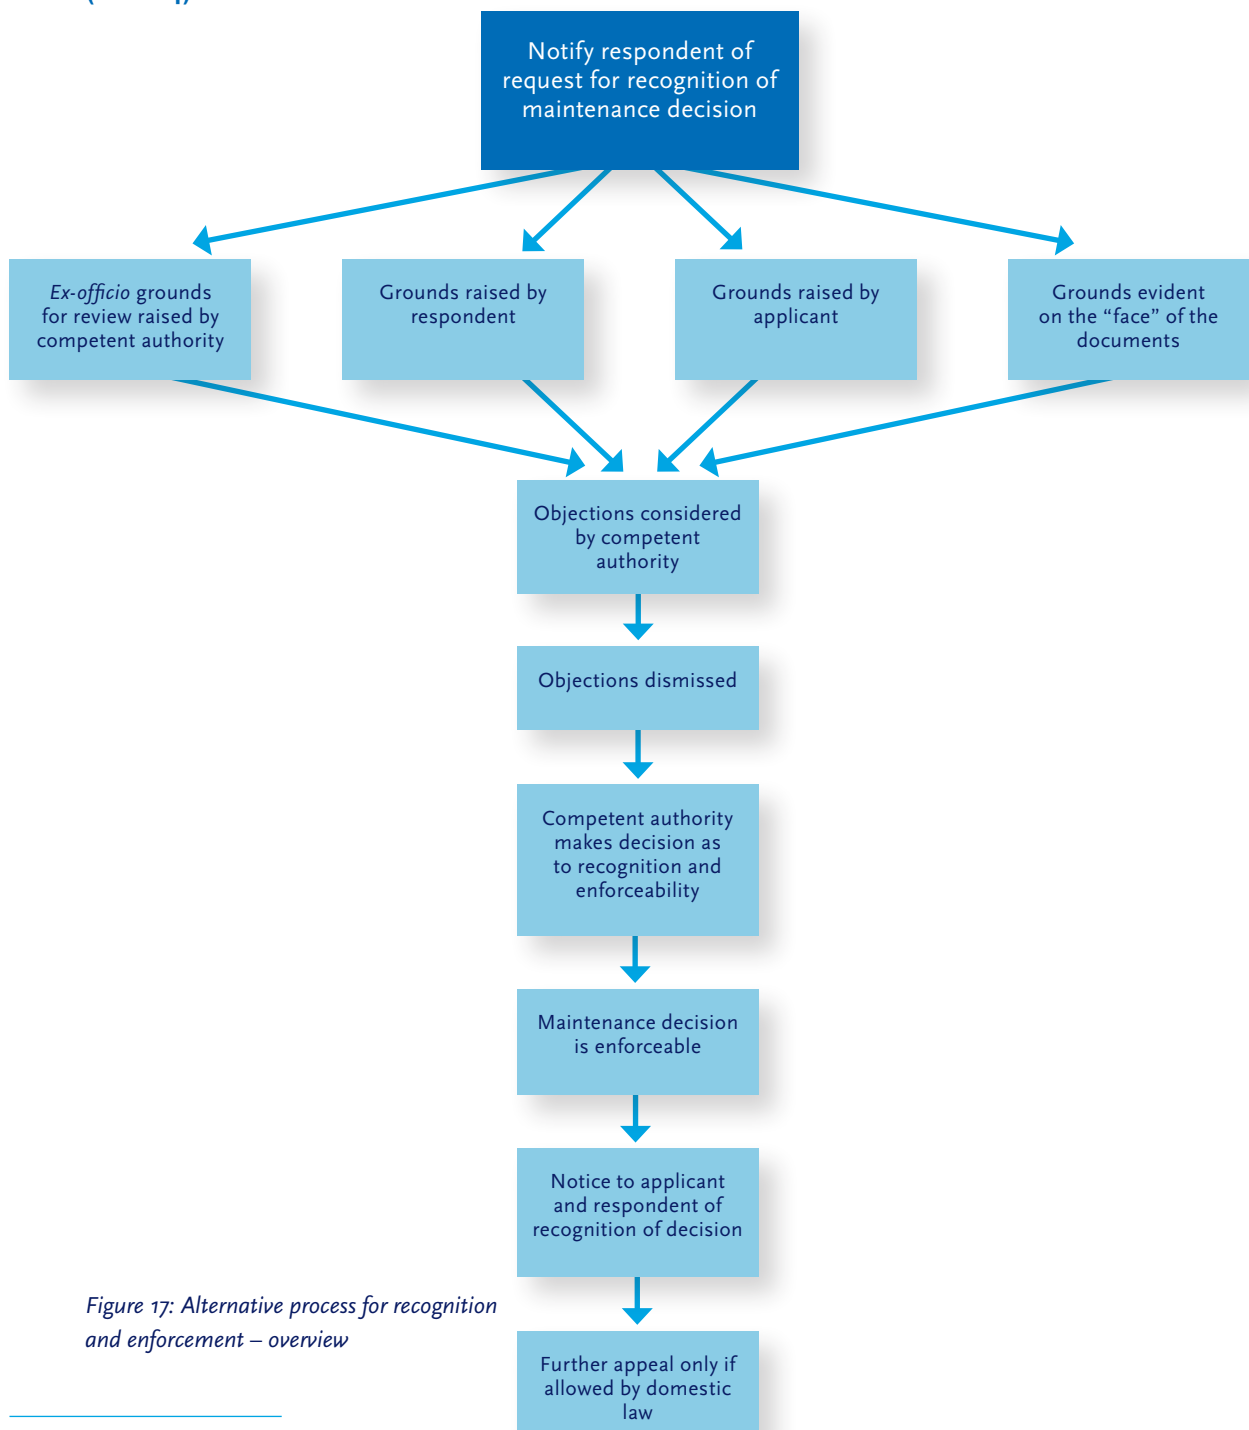 Notify respondent of
request for recognition of
maintenance decision
Ex-officio grounds
for review raised by
competent authority
Grounds raised by
respondent
Grounds raised by
applicant
Grounds evident
on the “face” of the
documents
Objections considered
by competent
authority
Objections dismissed
Competent authority
makes decision as
to recognition and
enforceability
Maintenance decision
is enforceable
Notice to applicant
and respondent of
recognition of decision
Figure 17: Alternative process for recognition
and enforcement – overview
Further appeal only if
allowed by domestic
law